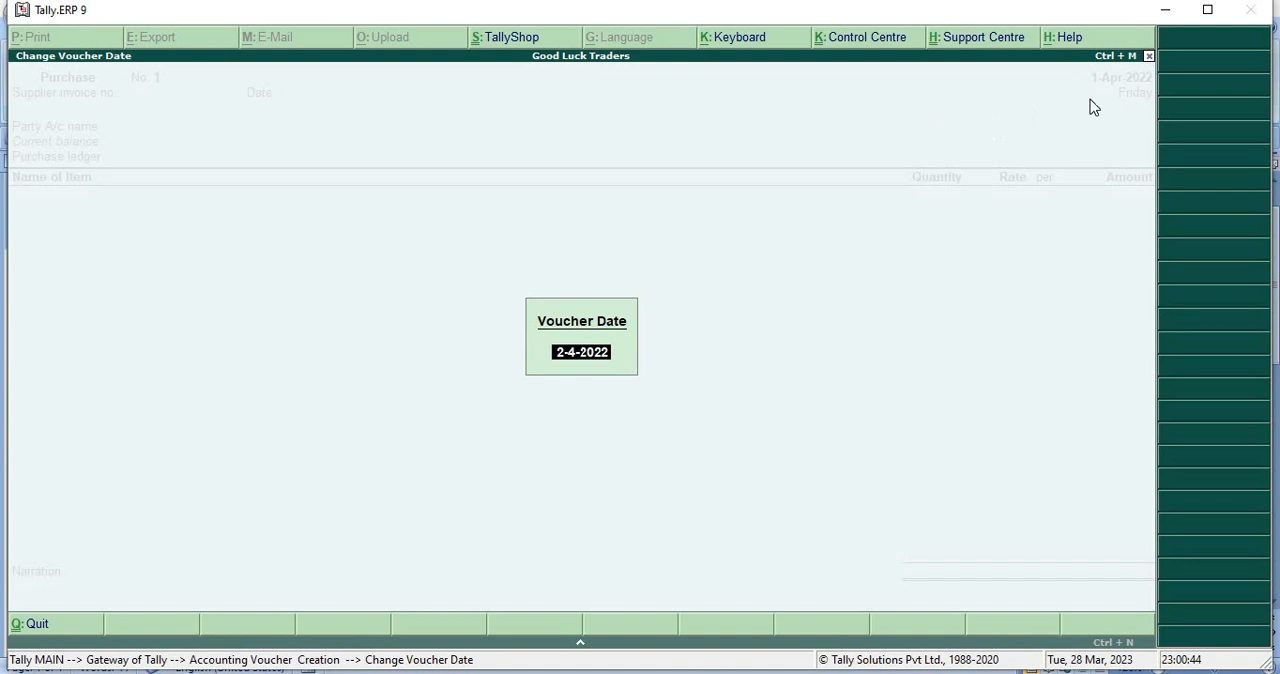 Tally.ERP 9
P: Print E: Export M: E-Mail O: Upload S: TallyShop G: Language K: Keyboard K: Control Centre H: Support Centre H: Help
Change Voucher Date Good Luck Traders Ctrl + M
Purchase No. 1 1-Apr-2022
Supplier invoice no.: Date Friday
Party A/c name
Current balance
Purchase ledger
Name of Item Quantity Rate per Amount
Voucher Date
2-4-2022
Narration
Q: Quit
Ctrl + N
Tally MAIN --> Gateway of Tally --> Accounting Voucher Creation --> Change Voucher Date © Tally Solutions Pvt Ltd., 1988-2020 Tue, 28 Mar, 2023 23:00:44